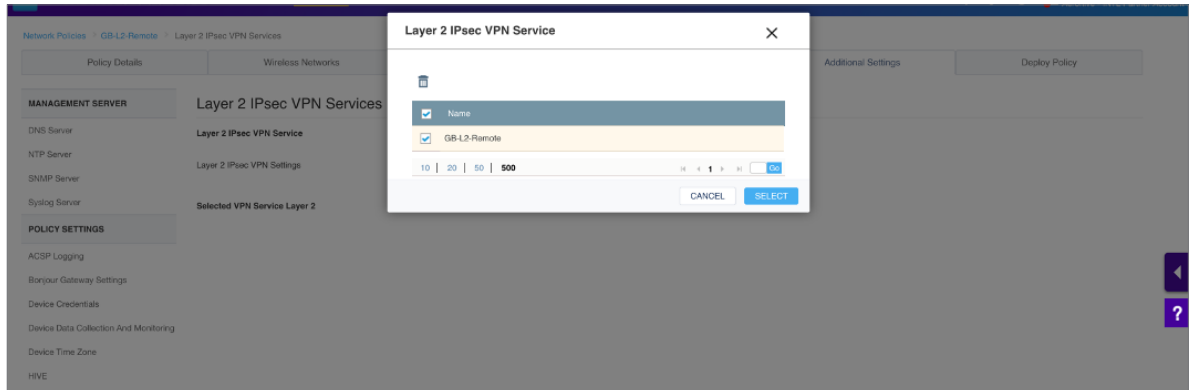 Network Policies / GB-L2-Remote / Layer 2 IPsec VPN Services
Policy Details
Wireless Networks
Additional Settings
Deploy Policy
MANAGEMENT SERVER
DNS Server
NTP Server
SNMP Server
Syslog Server
POLICY SETTINGS
ACSP Logging
Bonjour Gateway Settings
Device Credentials
Device Data Collection And Monitoring
Device Time Zone
HIVE
Layer 2 IPsec VPN Services
Layer 2 IPsec VPN Service
Layer 2 IPsec VPN Settings
Selected VPN Service Layer 2
Layer 2 IPsec VPN Service
Name
GB-L2-Remote
10 | 20 | 50 | 500
1
Go
CANCEL
SELECT
?